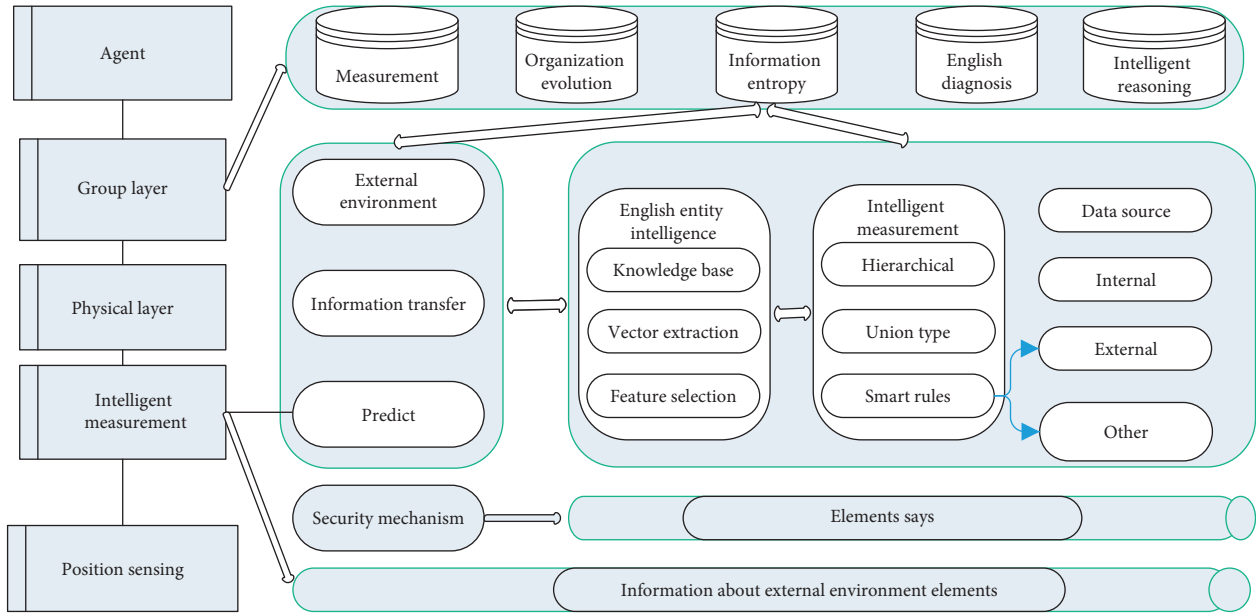 Agent
Group layer
Physical layer
Intelligent
measurement
Position sensing
Measurement
Organization
evolution
Information
entropy
English
diagnosis
Intelligent
reasoning
External
environment
Information transfer
Predict
English entity
intelligence
Knowledge base
Vector extraction
Feature selection
Intelligent
measurement
Hierarchical
Union type
Smart rules
Data source
Internal
External
Other
Security mechanism
Elements says
Information about external environment elements